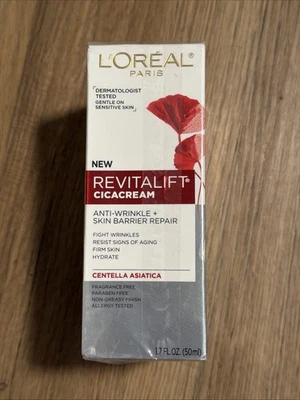 L'ORÉAL®
PARIS
DERMATOLOGIST
TESTED
GENTLE ON
SENSITIVE SKIN
NEW
REVITALIFT®
CICACREAM
ANTI-WRINKLE +
SKIN BARRIER REPAIR
FIGHT WRINKLES
RESIST SIGNS OF AGING
FIRM SKIN
HYDRATE
CENTELLA ASIATICA
FRAGRANCE FREE
PARABEN FREE
NON-GREASY FINISH
ALLERGY TESTED
1.7 FL. OZ. (50ml)